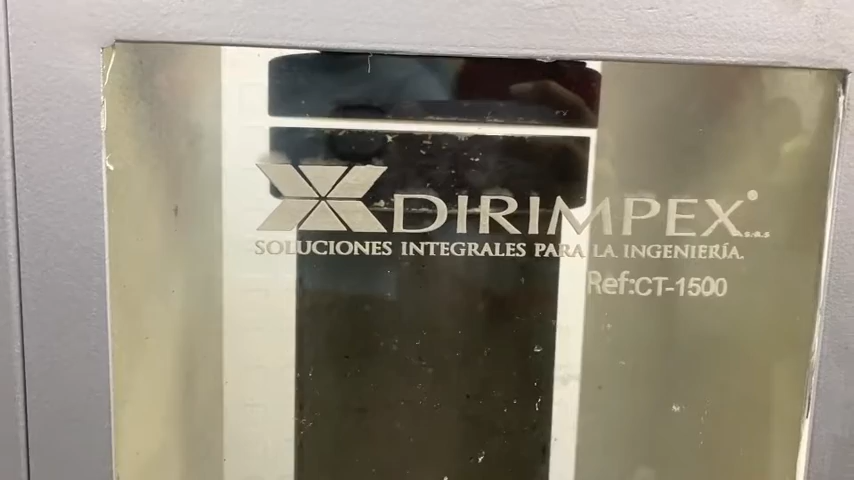 DIRIMPEX® S.A.S
SOLUCIONES INTEGRALES PARA LA INGENIERÍA.
Ref:CT-1500